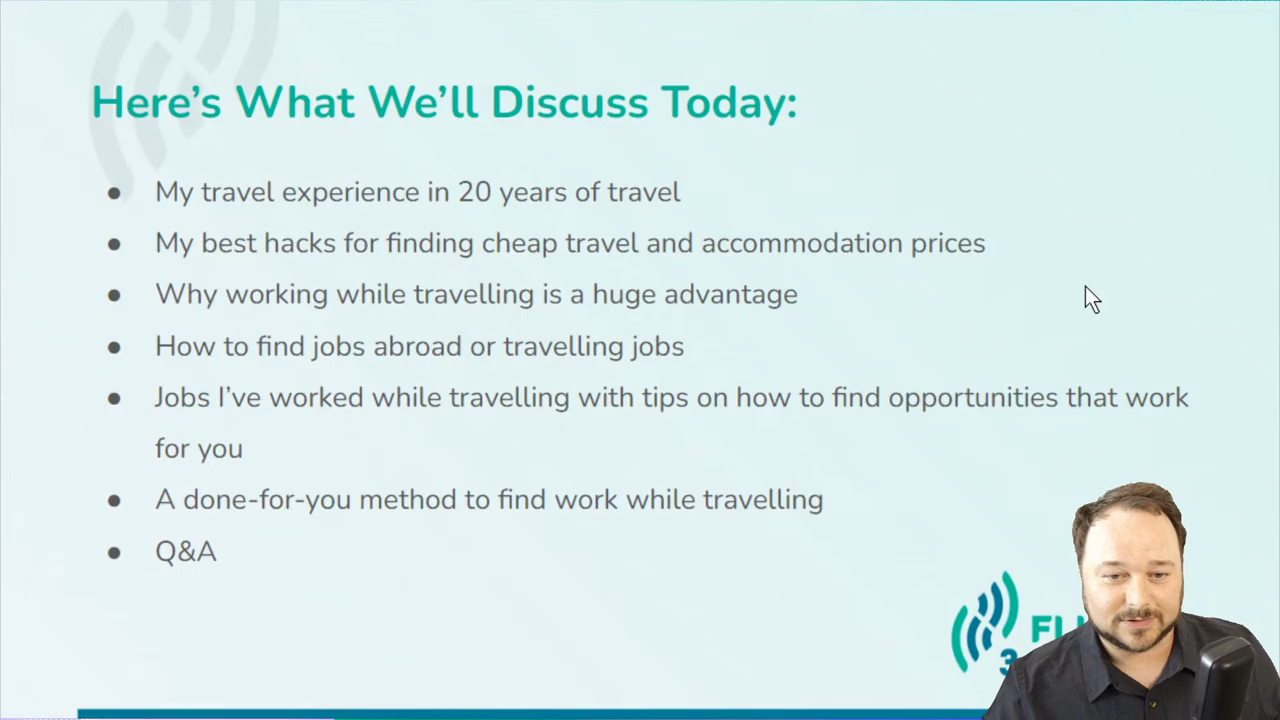 Here's What We'll Discuss Today:
● My travel experience in 20 years of travel
● My best hacks for finding cheap travel and accommodation prices
● Why working while travelling is a huge advantage
● How to find jobs abroad or travelling jobs
● Jobs I've worked while travelling with tips on how to find opportunities that work
for you
● A done-for-you method to find work while travelling
● Q&A